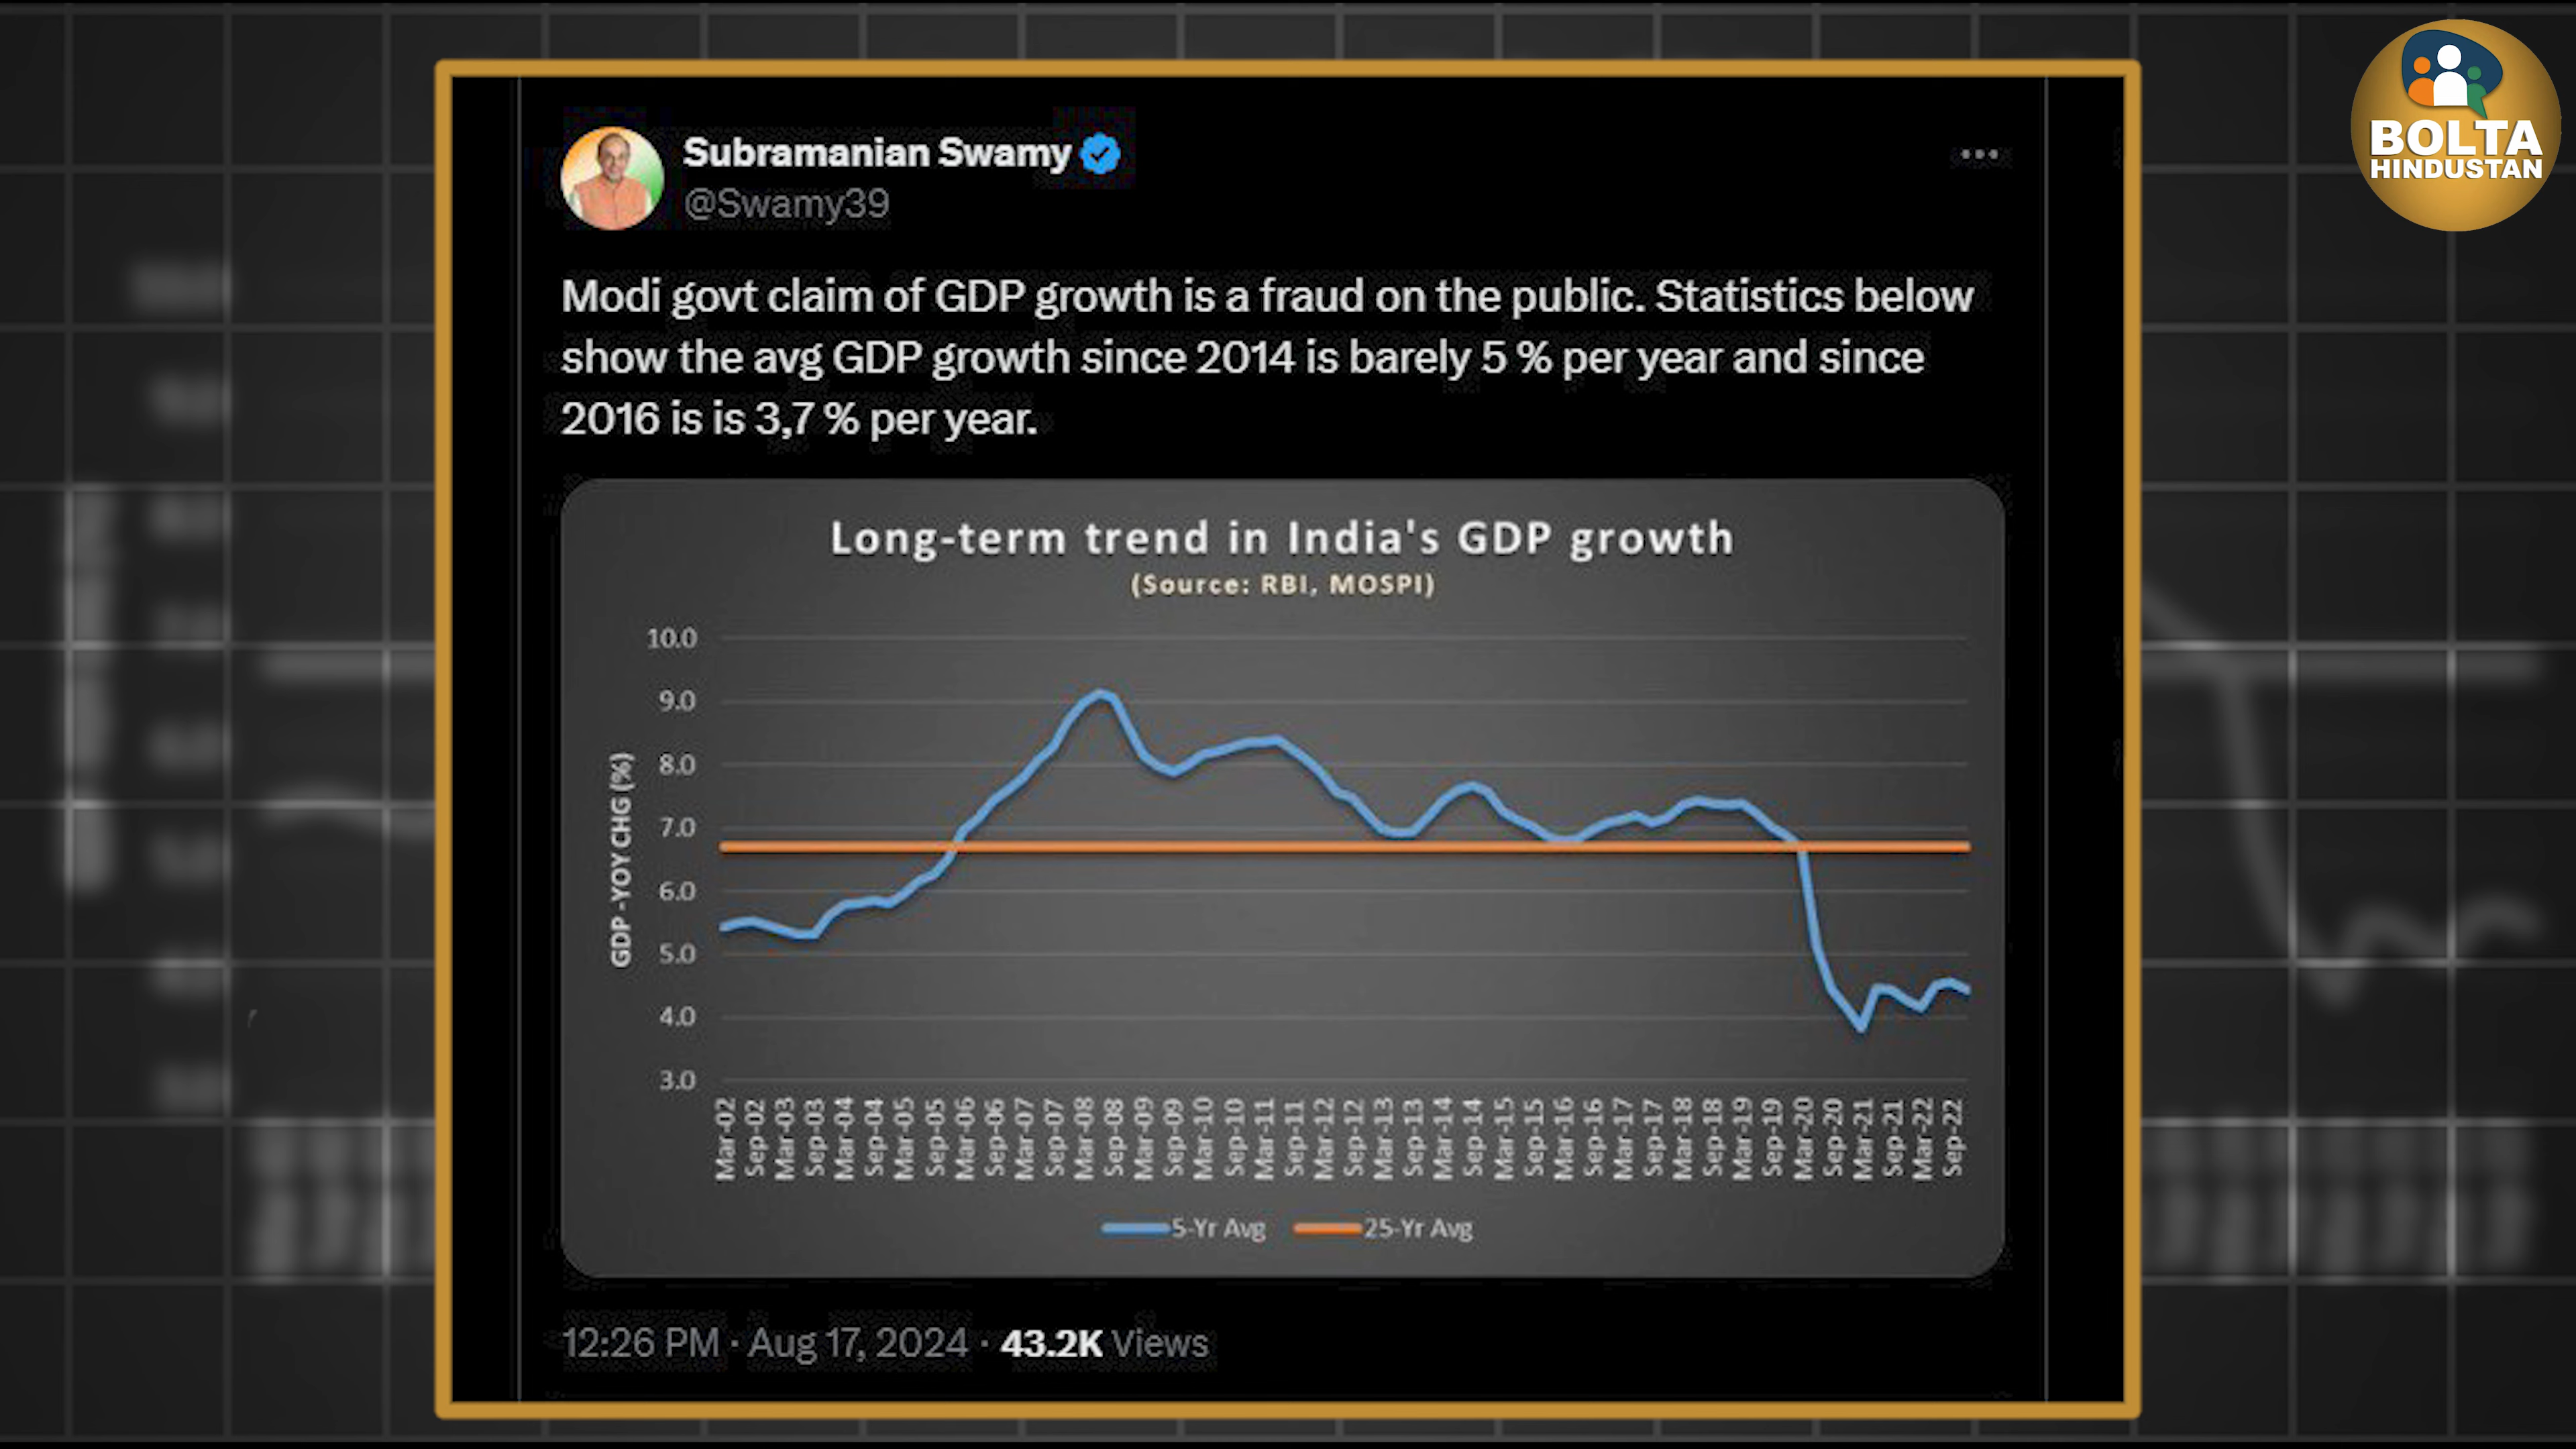 BOLTA
HINDUSTAN
Subramanian Swamy
@Swamy39
Modi govt claim of GDP growth is a fraud on the public. Statistics below
show the avg GDP growth since 2014 is barely 5 % per year and since
2016 is is 3,7 % per year.
Long-term trend in India's GDP growth
(Source: RBI, MOSPI)
GDP -YOY CHG (%)
10.0
9.0
8.0
7.0
6.0
5.0
4.0
3.0
Mar-02
Sep-02
Mar-03
Sep-03
Mar-04
Sep-04
Mar-05
Sep-05
Mar-06
Sep-06
Mar-07
Sep-07
Mar-08
Sep-08
Mar-09
Sep-09
Mar-10
Sep-10
Mar-11
Sep-11
Mar-12
Sep-12
Mar-13
Sep-13
Mar-14
Sep-14
Mar-15
Sep-15
Mar-16
Sep-16
Mar-17
Sep-17
Mar-18
Sep-18
Mar-19
Sep-19
Mar-20
Sep-20
Mar-21
Sep-21
Mar-22
Sep-22
5-Yr Avg
25-Yr Avg
12:26 PM · Aug 17, 2024 · 43.2K Views